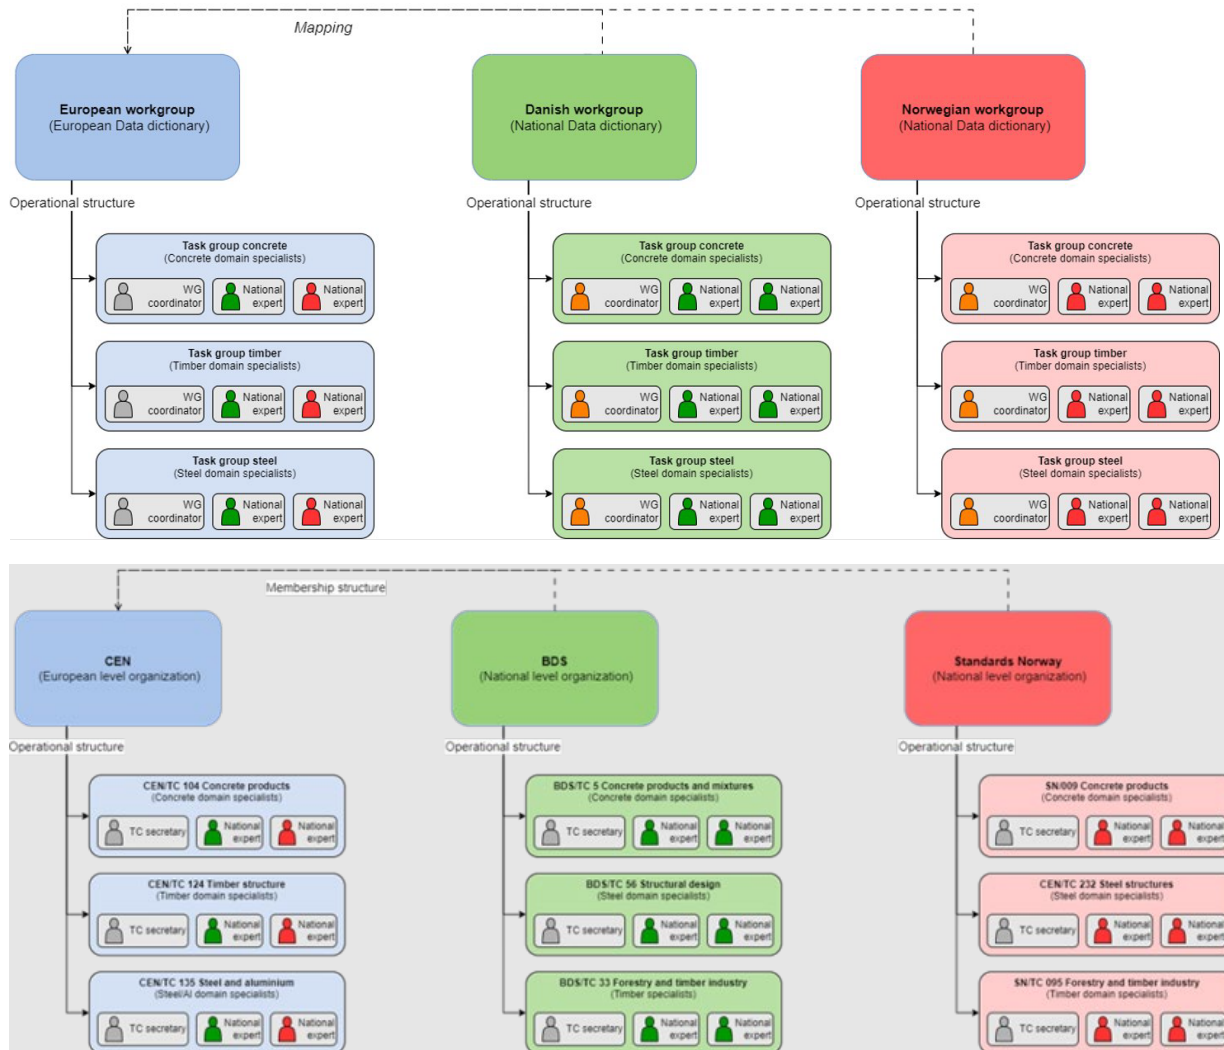 Mapping
European workgroup
(European Data dictionary)
Danish workgroup
(National Data dictionary)
Norwegian workgroup
(National Data dictionary)
Operational structure
Operational structure
Operational structure
Task group concrete
(Concrete domain specialists)
WG
coordinator
National
expert
National
expert
Task group concrete
(Concrete domain specialists)
WG
coordinator
National
expert
National
expert
Task group concrete
(Concrete domain specialists)
WG
coordinator
National
expert
National
expert
Task group timber
(Timber domain specialists)
WG
coordinator
National
expert
National
expert
Task group timber
(Timber domain specialists)
WG
coordinator
National
expert
National
expert
Task group timber
(Timber domain specialists)
WG
coordinator
National
expert
National
expert
Task group steel
(Steel domain specialists)
WG
coordinator
National
expert
National
expert
Task group steel
(Steel domain specialists)
WG
coordinator
National
expert
National
expert
Task group steel
(Steel domain specialists)
WG
coordinator
National
expert
National
expert
Membership structure
CEN
(European level organization)
BDS
(National level organization)
Standards Norway
(National level organization)
Operational structure
Operational structure
Operational structure
CEN/TC 104 Concrete products
(Concrete domain specialists)
TC secretary
National
expert
National
expert
BDS/TC 5 Concrete products and mixtures
(Concrete domain specialists)
TC secretary
National
expert
National
expert
SN/009 Concrete products
(Concrete domain specialists)
TC secretary
National
expert
National
expert
CEN/TC 124 Timber structure
(Timber domain specialists)
TC secretary
National
expert
National
expert
BDS/TC 56 Structural design
(Steel domain specialists)
TC secretary
National
expert
National
expert
CEN/TC 232 Steel structures
(Steel domain specialists)
TC secretary
National
expert
National
expert
CEN/TC 135 Steel and aluminium
(Steel/Al domain specialists)
TC secretary
National
expert
National
expert
BDS/TC 33 Forestry and timber industry
(Timber specialists)
TC secretary
National
expert
National
expert
SN/TC 095 Forestry and timber industry
(Timber domain specialists)
TC secretary
National
expert
National
expert